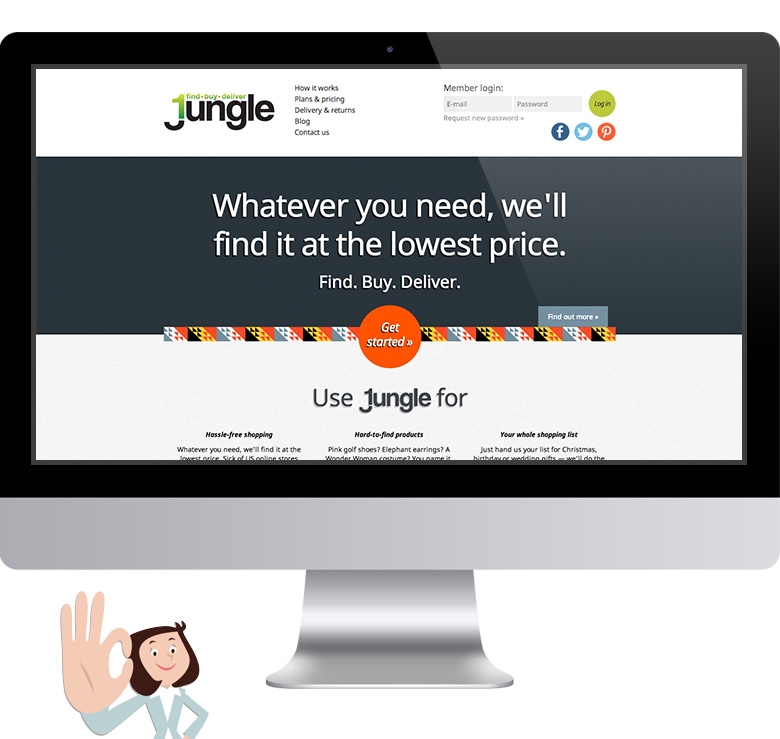 find • buy • deliver
1ungle
How it works
Plans & pricing
Delivery & returns
Blog
Contact us
Member login:
E-mail
Password
Log in
Request new password »
Whatever you need, we'll
find it at the lowest price.
Find. Buy. Deliver.
Find out more »
Get
started »
Use 1ungle for
Hassle-free shopping
Whatever you need, we'll find it at the
lowest price. Sick of US online stores
Hard-to-find products
Pink golf shoes? Elephant earrings? A
Wonder Woman costume? You name it
Your whole shopping list
Just hand us your list for Christmas,
birthday or wedding gifts — we'll do the